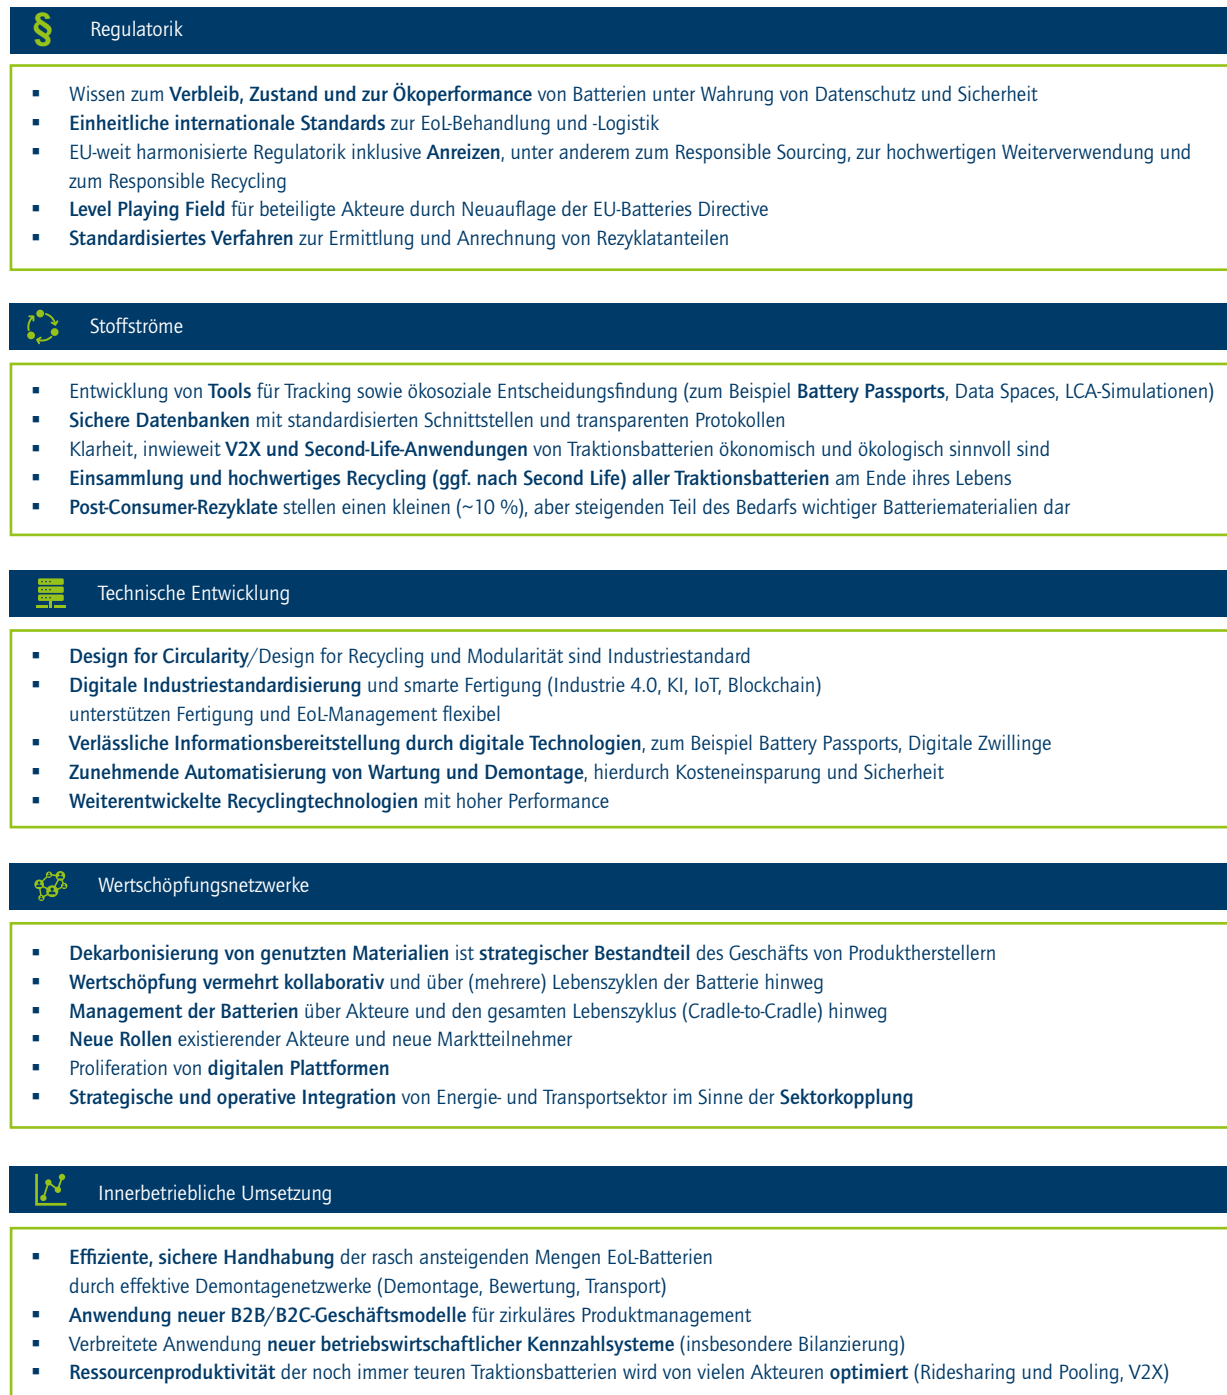 § Regulatorik
▪ Wissen zum Verbleib, Zustand und zur Ökoperformance von Batterien unter Wahrung von Datenschutz und Sicherheit
▪ Einheitliche internationale Standards zur EoL-Behandlung und -Logistik
▪ EU-weit harmonisierte Regulatorik inklusive Anreizen, unter anderem zum Responsible Sourcing, zur hochwertigen Weiterverwendung und
zum Responsible Recycling
▪ Level Playing Field für beteiligte Akteure durch Neuauflage der EU-Batteries Directive
▪ Standardisiertes Verfahren zur Ermittlung und Anrechnung von Rezyklatanteilen
Stoffströme
▪ Entwicklung von Tools für Tracking sowie ökosoziale Entscheidungsfindung (zum Beispiel Battery Passports, Data Spaces, LCA-Simulationen)
▪ Sichere Datenbanken mit standardisierten Schnittstellen und transparenten Protokollen
▪ Klarheit, inwieweit V2X und Second-Life-Anwendungen von Traktionsbatterien ökonomisch und ökologisch sinnvoll sind
▪ Einsammlung und hochwertiges Recycling (ggf. nach Second Life) aller Traktionsbatterien am Ende ihres Lebens
▪ Post-Consumer-Rezyklate stellen einen kleinen (~10 %), aber steigenden Teil des Bedarfs wichtiger Batteriematerialien dar
Technische Entwicklung
▪ Design for Circularity/Design for Recycling und Modularität sind Industriestandard
▪ Digitale Industriestandardisierung und smarte Fertigung (Industrie 4.0, KI, IoT, Blockchain)
unterstützen Fertigung und EoL-Management flexibel
▪ Verlässliche Informationsbereitstellung durch digitale Technologien, zum Beispiel Battery Passports, Digitale Zwillinge
▪ Zunehmende Automatisierung von Wartung und Demontage, hierdurch Kosteneinsparung und Sicherheit
▪ Weiterentwickelte Recyclingtechnologien mit hoher Performance
Wertschöpfungsnetzwerke
▪ Dekarbonisierung von genutzten Materialien ist strategischer Bestandteil des Geschäfts von Produktherstellern
▪ Wertschöpfung vermehrt kollaborativ und über (mehrere) Lebenszyklen der Batterie hinweg
▪ Management der Batterien über Akteure und den gesamten Lebenszyklus (Cradle-to-Cradle) hinweg
▪ Neue Rollen existierender Akteure und neue Marktteilnehmer
▪ Proliferation von digitalen Plattformen
▪ Strategische und operative Integration von Energie- und Transportsektor im Sinne der Sektorkopplung
Innerbetriebliche Umsetzung
▪ Effiziente, sichere Handhabung der rasch ansteigenden Mengen EoL-Batterien
durch effektive Demontagenetzwerke (Demontage, Bewertung, Transport)
▪ Anwendung neuer B2B/B2C-Geschäftsmodelle für zirkuläres Produktmanagement
▪ Verbreitete Anwendung neuer betriebswirtschaftlicher Kennzahlsysteme (insbesondere Bilanzierung)
▪ Ressourcenproduktivität der noch immer teuren Traktionsbatterien wird von vielen Akteuren optimiert (Ridesharing und Pooling, V2X)